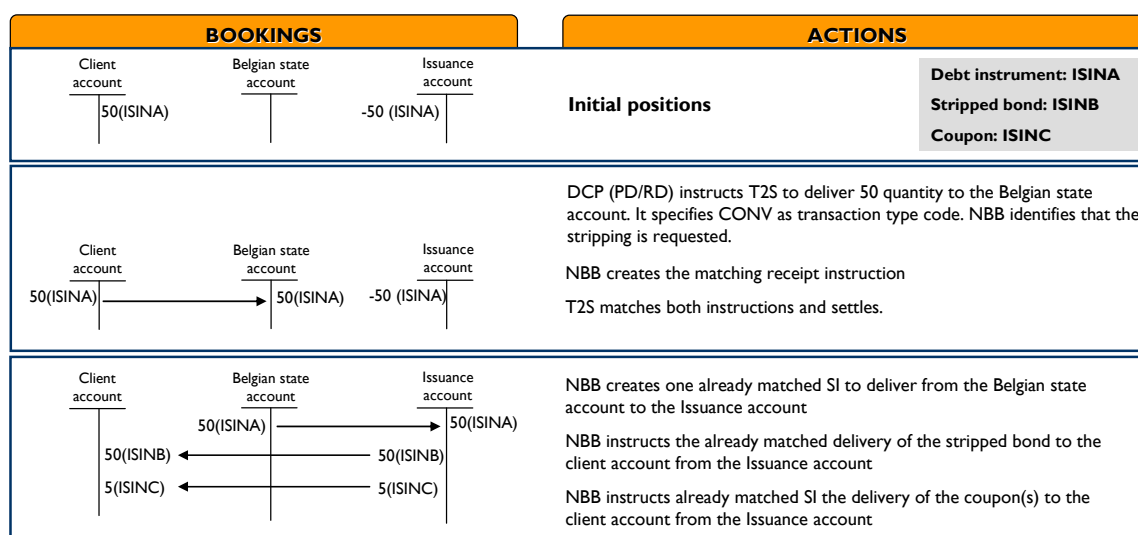 BOOKINGS
ACTIONS
Client
account
Belgian state
account
Issuance
account
50(ISINA)
-50 (ISINA)
Initial positions
Debt instrument: ISINA
Stripped bond: ISINB
Coupon: ISINC
Client
account
Belgian state
account
Issuance
account
50(ISINA)
50(ISINA)
-50 (ISINA)
DCP (PD/RD) instructs T2S to deliver 50 quantity to the Belgian state
account. It specifies CONV as transaction type code. NBB identifies that the
stripping is requested.
NBB creates the matching receipt instruction
T2S matches both instructions and settles.
Client
account
Belgian state
account
Issuance
account
50(ISINA)
50(ISINA)
50(ISINB)
50(ISINB)
5(ISINC)
5(ISINC)
NBB creates one already matched SI to deliver from the Belgian state
account to the Issuance account
NBB instructs the already matched delivery of the stripped bond to the
client account from the Issuance account
NBB instructs already matched SI the delivery of the coupon(s) to the
client account from the Issuance account